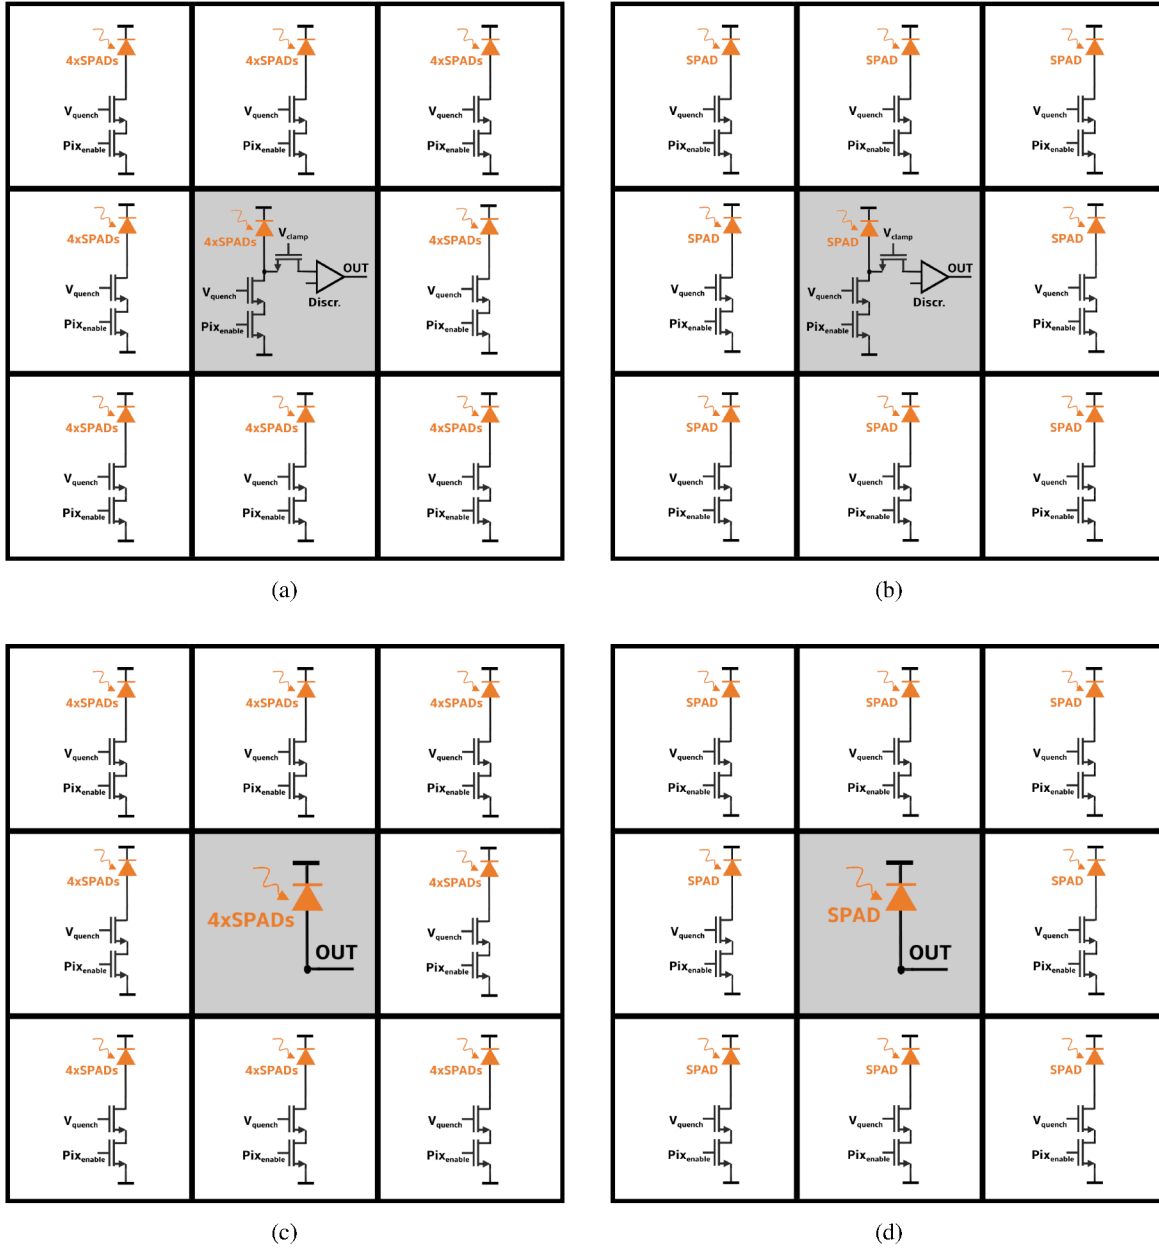 4xSPADs 4xSPADs 4xSPADs
Vquench Vquench Vquench
Pixenable Pixenable Pixenable
4xSPADs 4xSPADs Vclamp 4xSPADs
OUT
Vquench Vquench Discr. Vquench
Pixenable Pixenable Pixenable
4xSPADs 4xSPADs 4xSPADs
Vquench Vquench Vquench
Pixenable Pixenable Pixenable
(a)
SPAD SPAD SPAD
Vquench Vquench Vquench
Pixenable Pixenable Pixenable
SPAD SPAD Vclamp SPAD
OUT
Vquench Vquench Discr. Vquench
Pixenable Pixenable Pixenable
SPAD SPAD SPAD
Vquench Vquench Vquench
Pixenable Pixenable Pixenable
(b)
4xSPADs 4xSPADs 4xSPADs
Vquench Vquench Vquench
Pixenable Pixenable Pixenable
4xSPADs 4xSPADs 4xSPADs
Vquench OUT Vquench
Pixenable Pixenable
4xSPADs 4xSPADs 4xSPADs
Vquench Vquench Vquench
Pixenable Pixenable Pixenable
(c)
SPAD SPAD SPAD
Vquench Vquench Vquench
Pixenable Pixenable Pixenable
SPAD SPAD SPAD
Vquench OUT Vquench
Pixenable Pixenable
SPAD SPAD SPAD
Vquench Vquench Vquench
Pixenable Pixenable Pixenable
(d)